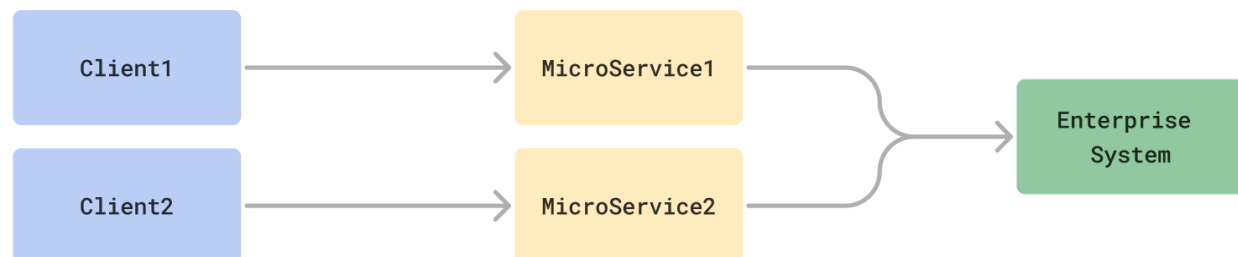 Client1
MicroService1
Enterprise
System
Client2
MicroService2